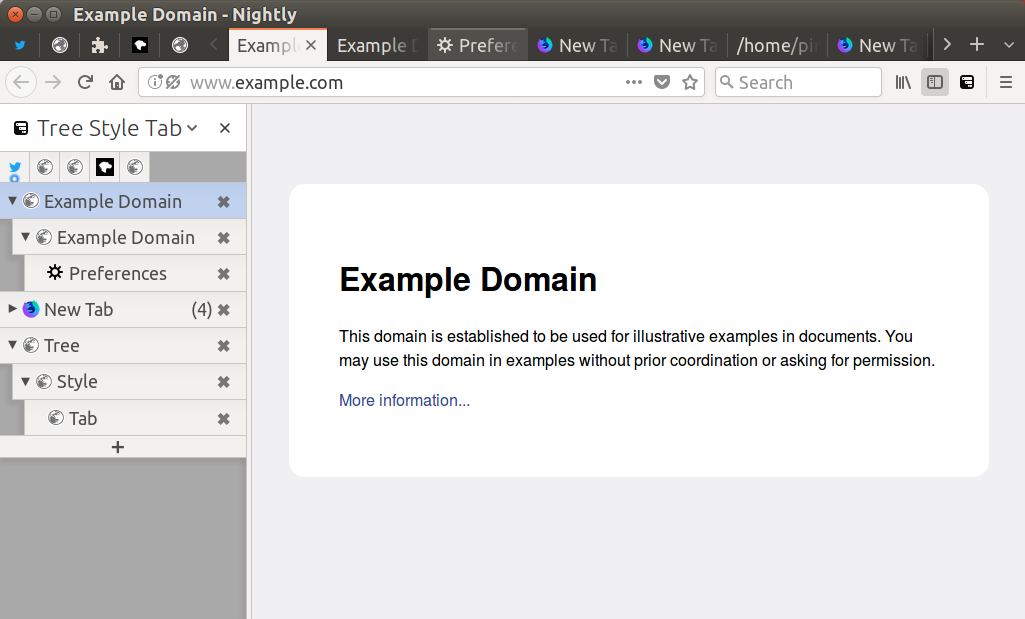 Example Domain - Nightly
Exampl
Example
Prefere
New Ta
New Ta
/home/pi
New Ta
www.example.com
Search
Tree Style Tab
Example Domain
Example Domain
Preferences
New Tab (4)
Tree
Style
Tab
Example Domain
This domain is established to be used for illustrative examples in documents. You
may use this domain in examples without prior coordination or asking for permission.
More information...